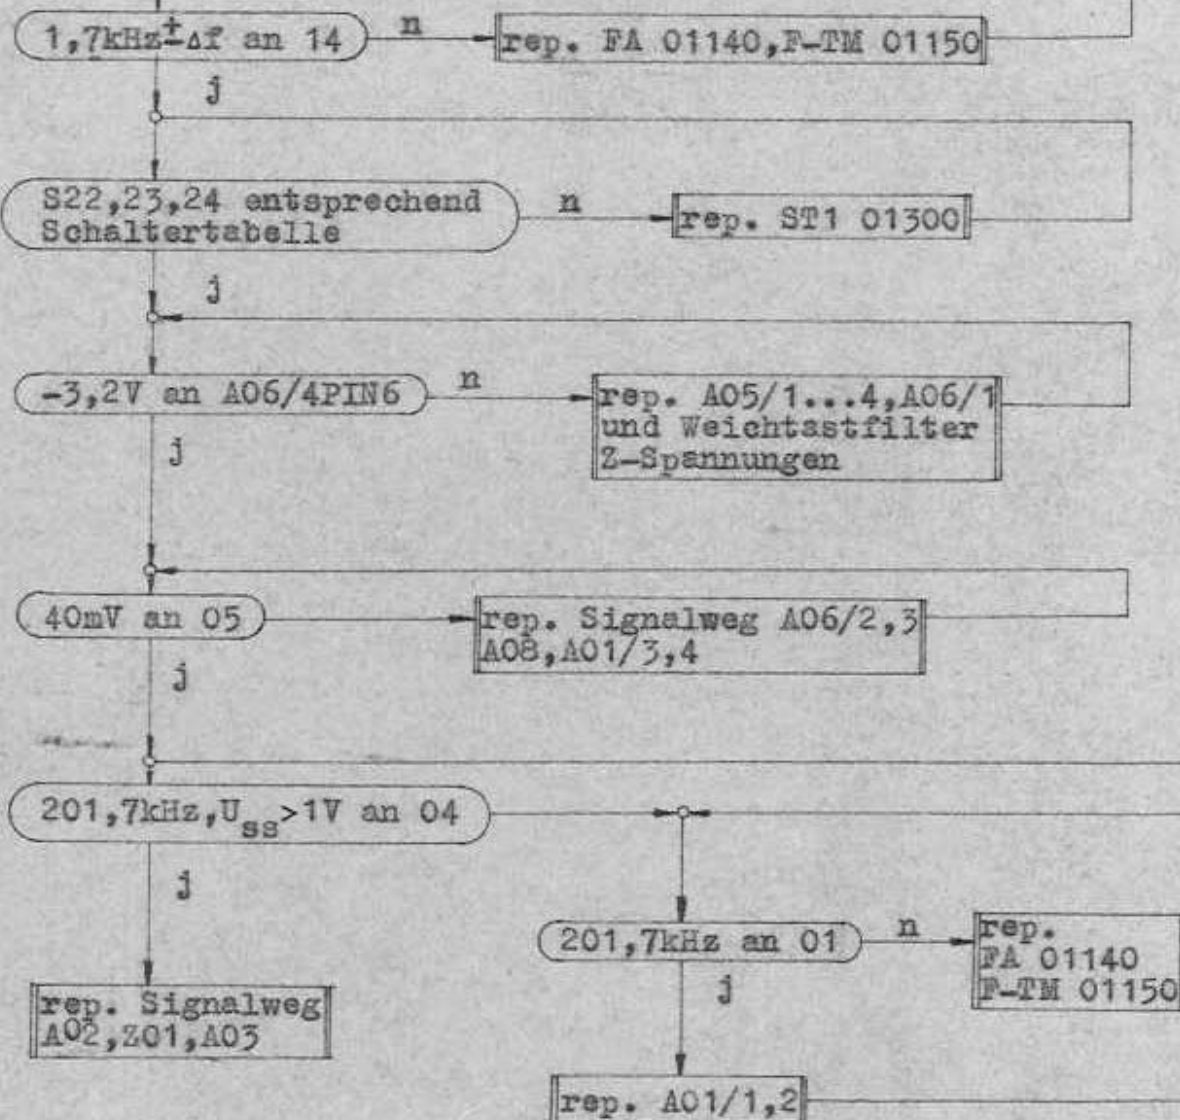 1,7kHz±Δf an 14
n
rep. FA 01140,F-TM 01150
j
S22,23,24 entsprechend
Schaltertabelle
n
rep. ST1 01300
j
-3,2V an A06/4PIN6
n
rep. A05/1...4,A06/1
und Weichtastfilter
Z-Spannungen
j
40mV an 05
rep. Signalweg A06/2,3
A08,A01/3,4
j
201,7kHz,Uss>1V an 04
j
201,7kHz an 01
n
rep.
FA 01140
F-TM 01150
j
rep. Signalweg
A02,Z01,A03
rep. A01/1,2